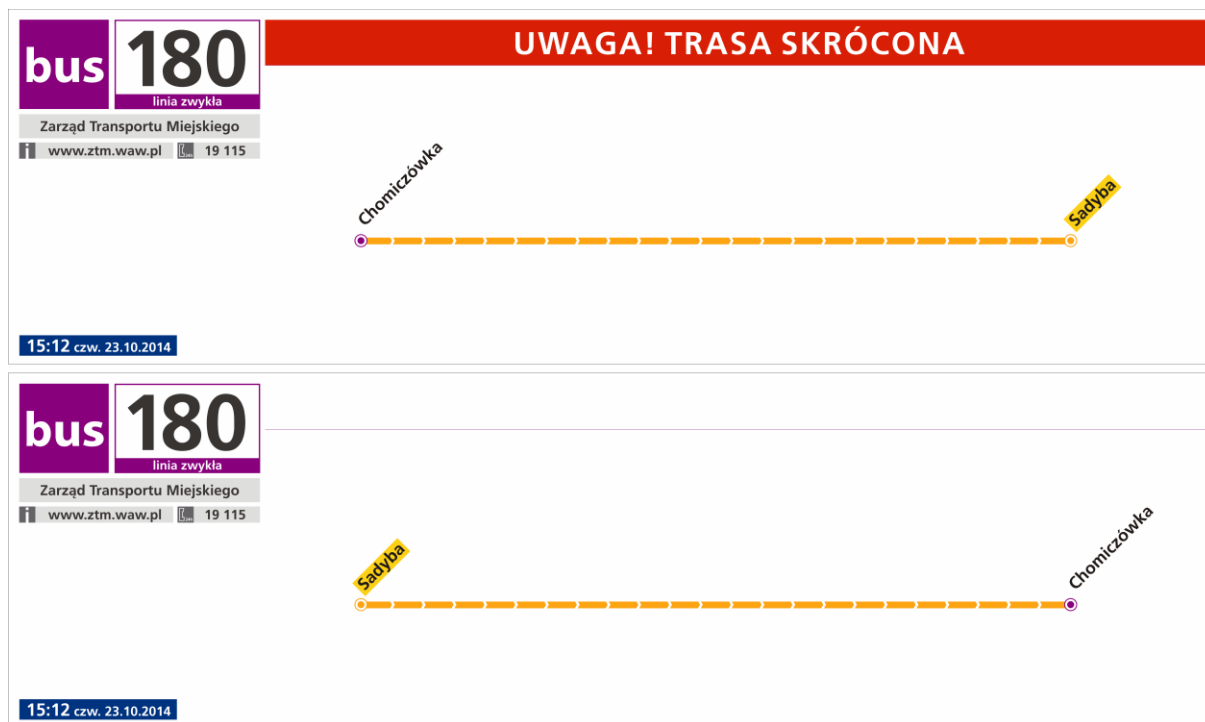 bus 180
linia zwykła
Zarząd Transportu Miejskiego
i www.ztm.waw.pl 19 115
UWAGA! TRASA SKRÓCONA
Chomiczówka
Sadyba
15:12 czw. 23.10.2014
bus 180
linia zwykła
Zarząd Transportu Miejskiego
i www.ztm.waw.pl 19 115
Sadyba
Chomiczówka
15:12 czw. 23.10.2014